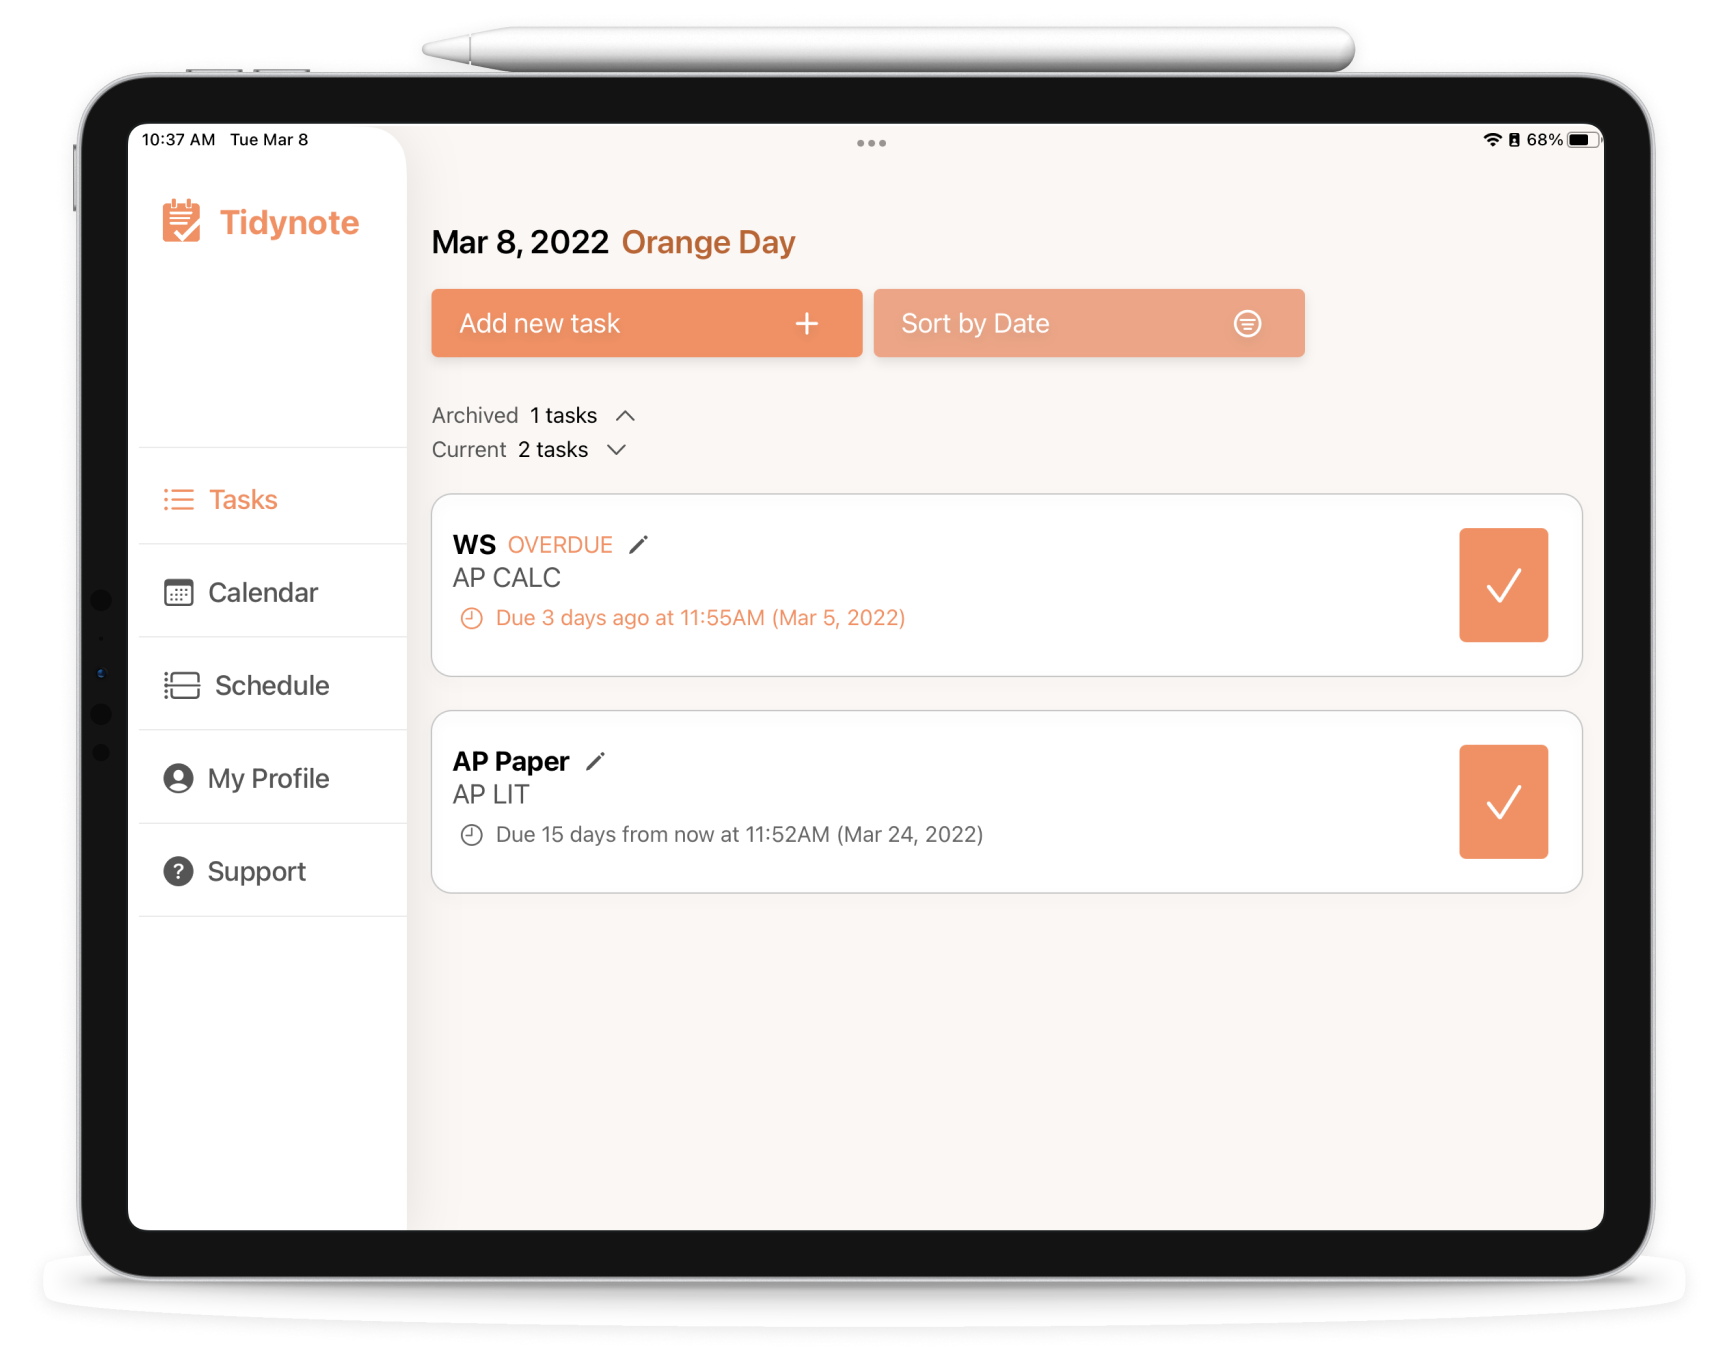 10:37 AM Tue Mar 8
68%
Tidynote
Tasks
Calendar
Schedule
My Profile
Support
Mar 8, 2022 Orange Day
Add new task
Sort by Date
Archived 1 tasks
Current 2 tasks
WS OVERDUE
AP CALC
Due 3 days ago at 11:55AM (Mar 5, 2022)
AP Paper
AP LIT
Due 15 days from now at 11:52AM (Mar 24, 2022)